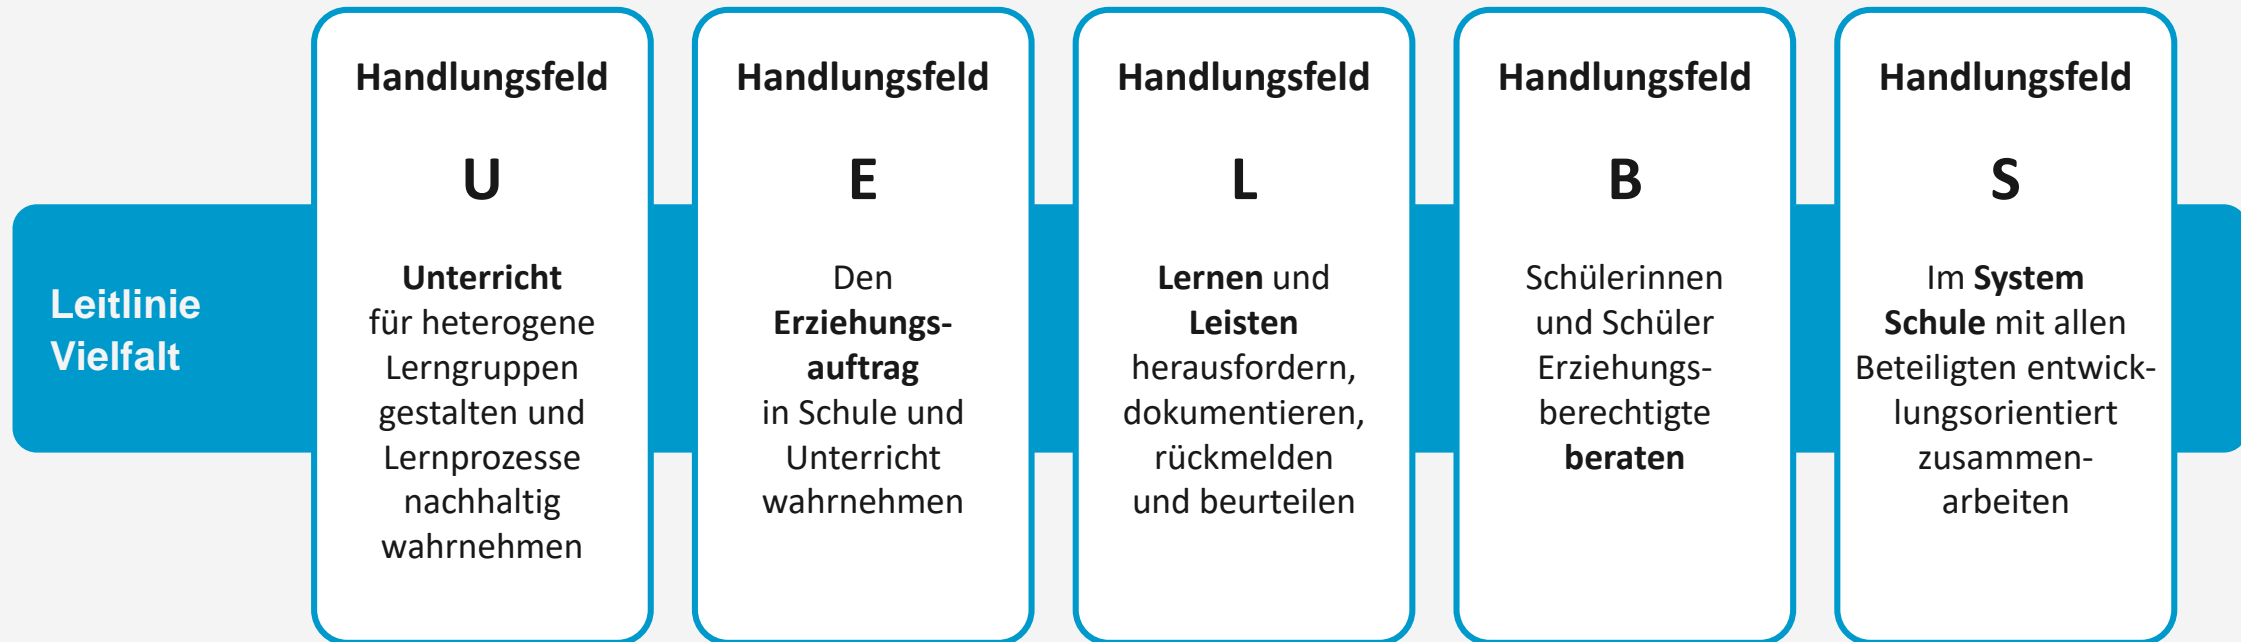 Leitlinie
Vielfalt
Handlungsfeld
U
Unterricht
für heterogene
Lerngruppen
gestalten und
Lernprozesse
nachhaltig
wahrnehmen
Handlungsfeld
E
Den
Erziehungs-
auftrag
in Schule und
Unterricht
wahrnehmen
Handlungsfeld
L
Lernen und
Leisten
herausfordern,
dokumentieren,
rückmelden
und beurteilen
Handlungsfeld
B
Schülerinnen
und Schüler
Erziehungs-
berechtigte
beraten
Handlungsfeld
S
Im System
Schule mit allen
Beteiligten entwick-
lungsorientiert
zusammen-
arbeiten